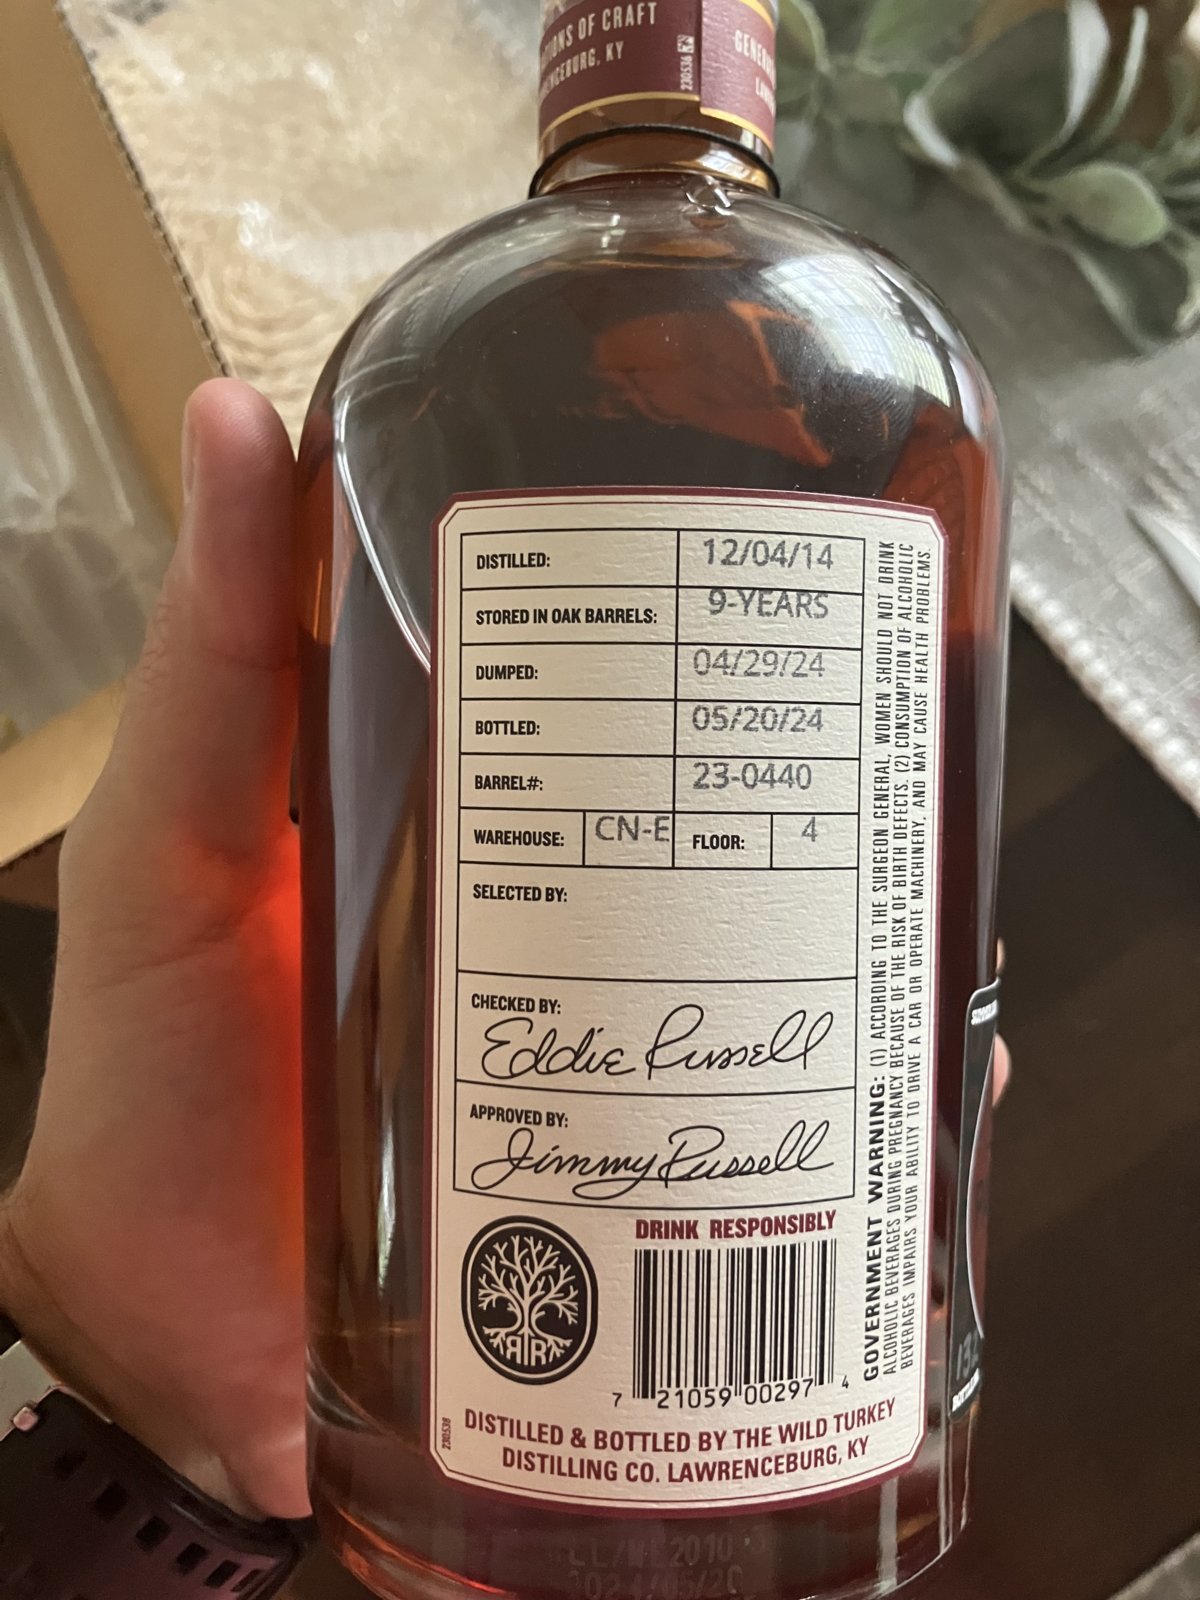 IONS OF CRAFT
ENCEBURG, KY
230536
DISTILLED: 12/04/14
STORED IN OAK BARRELS: 9-YEARS
DUMPED: 04/29/24
BOTTLED: 05/20/24
BARREL#: 23-0440
WAREHOUSE: CN-E FLOOR: 4
SELECTED BY:
CHECKED BY:
Eddie Russell
APPROVED BY:
Jimmy Russell
DRINK RESPONSIBLY
RR
7 21059 00297 4
DISTILLED & BOTTLED BY THE WILD TURKEY
DISTILLING CO. LAWRENCEBURG, KY
230538
GOVERNMENT WARNING: (1) ACCORDING TO THE SURGEON GENERAL, WOMEN SHOULD NOT DRINK
ALCOHOLIC BEVERAGES DURING PREGNANCY BECAUSE OF THE RISK OF BIRTH DEFECTS. (2) CONSUMPTION OF ALCOHOLIC
BEVERAGES IMPAIRS YOUR ABILITY TO DRIVE A CAR OR OPERATE MACHINERY, AND MAY CAUSE HEALTH PROBLEMS.